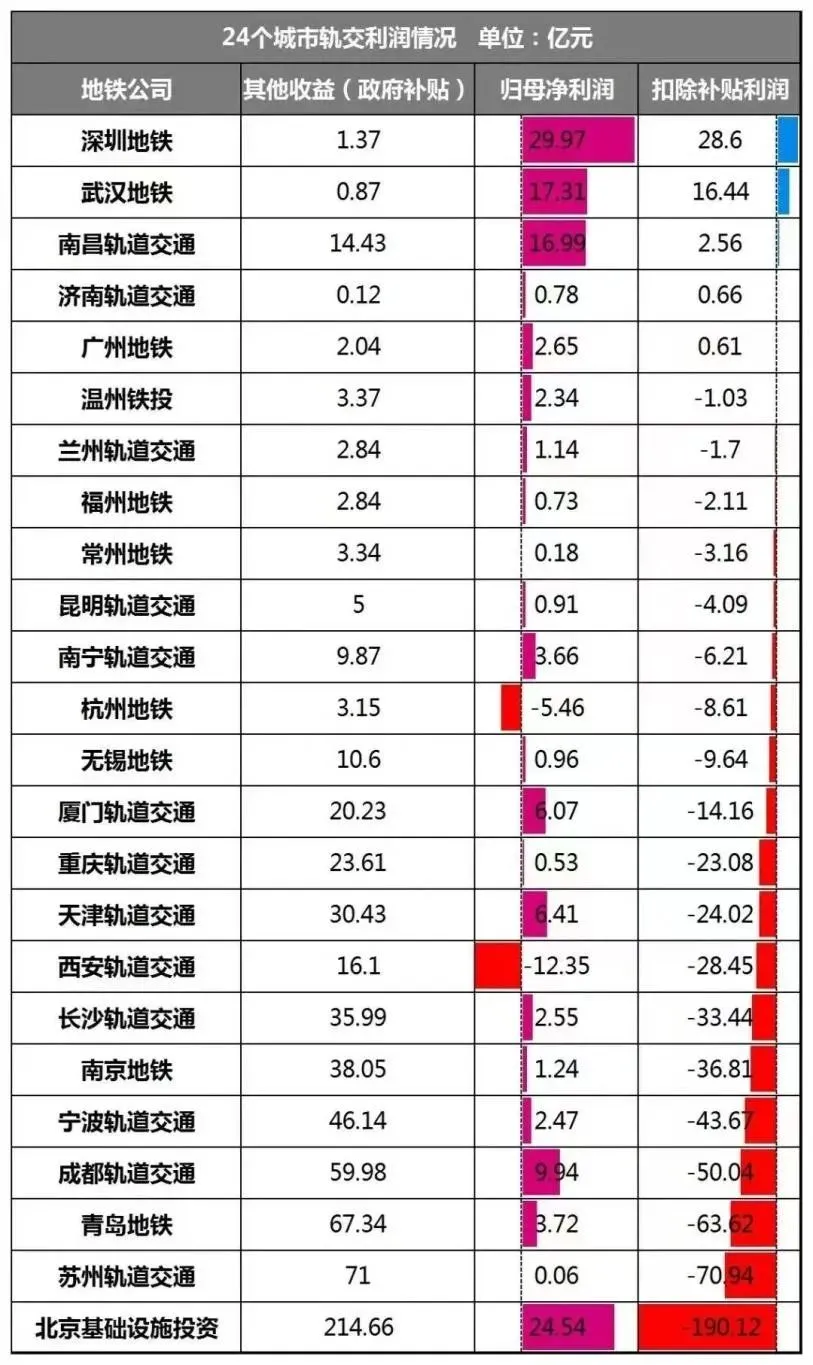 24个城市轨交利润情况 单位：亿元
地铁公司 其他收益（政府补贴） 归母净利润 扣除补贴利润
深圳地铁 1.37 29.97 28.6
武汉地铁 0.87 17.31 16.44
南昌轨道交通 14.43 16.99 2.56
济南轨道交通 0.12 0.78 0.66
广州地铁 2.04 2.65 0.61
温州铁投 3.37 2.34 -1.03
兰州轨道交通 2.84 1.14 -1.7
福州地铁 2.84 0.73 -2.11
常州地铁 3.34 0.18 -3.16
昆明轨道交通 5 0.91 -4.09
南宁轨道交通 9.87 3.66 -6.21
杭州地铁 3.15 -5.46 -8.61
无锡地铁 10.6 0.96 -9.64
厦门轨道交通 20.23 6.07 -14.16
重庆轨道交通 23.61 0.53 -23.08
天津轨道交通 30.43 6.41 -24.02
西安轨道交通 16.1 -12.35 -28.45
长沙轨道交通 35.99 2.55 -33.44
南京地铁 38.05 1.24 -36.81
宁波轨道交通 46.14 2.47 -43.67
成都轨道交通 59.98 9.94 -50.04
青岛地铁 67.34 3.72 -63.62
苏州轨道交通 71 0.06 -70.94
北京基础设施投资 214.66 24.54 -190.12